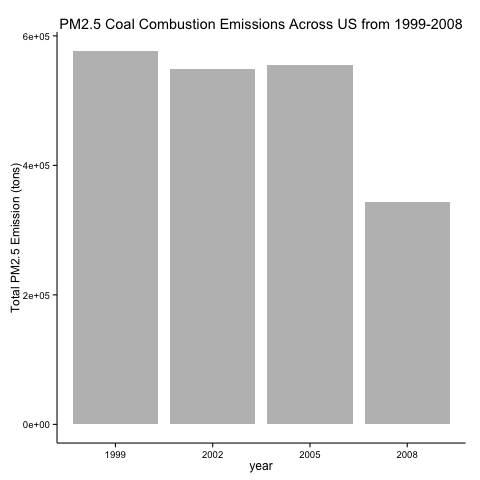 PM2.5 Coal Combustion Emissions Across US from 1999-2008
6e+05
4e+05
2e+05
0e+00
Total PM2.5 Emission (tons)
1999 2002 2005 2008
year